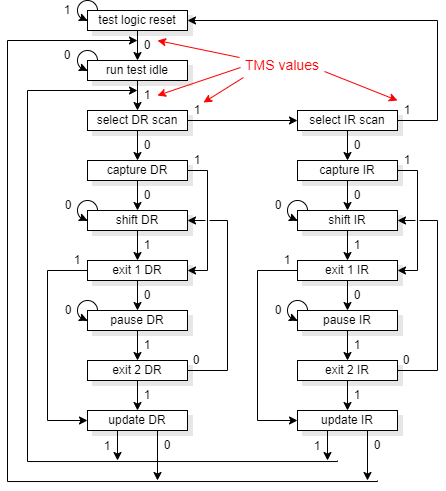 1
test logic reset
0
0
run test idle
TMS values
1
select DR scan
1
select IR scan
1
0
0
capture DR
1
capture IR
1
0
0
0
shift DR
0
shift IR
1
1
1
exit 1 DR
1
exit 1 IR
0
0
0
pause DR
0
pause IR
1
1
exit 2 DR
0
exit 2 IR
0
1
1
update DR
update IR
1
0
1
0